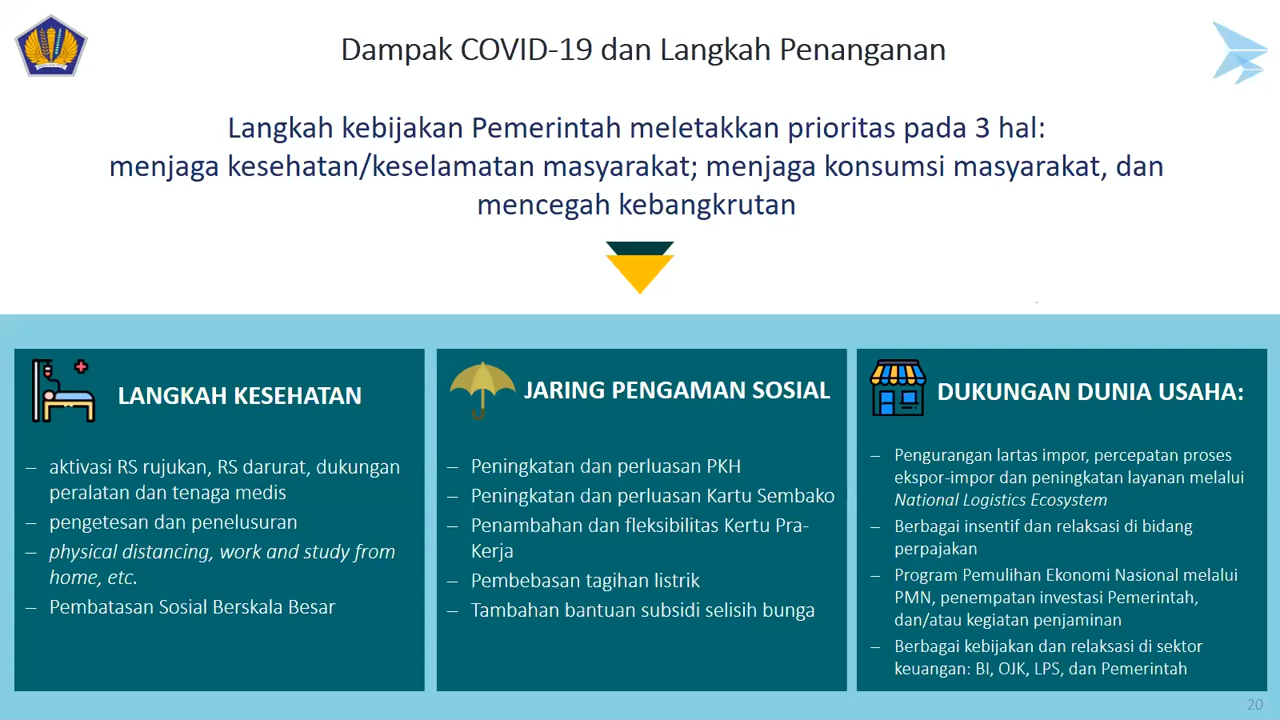 Dampak COVID-19 dan Langkah Penanganan
Langkah kebijakan Pemerintah meletakkan prioritas pada 3 hal:
menjaga kesehatan/keselamatan masyarakat; menjaga konsumsi masyarakat, dan
mencegah kebangkrutan
LANGKAH KESEHATAN
– aktivasi RS rujukan, RS darurat, dukungan
peralatan dan tenaga medis
– pengetesan dan penelusuran
– physical distancing, work and study from
home, etc.
– Pembatasan Sosial Berskala Besar
JARING PENGAMAN SOSIAL
– Peningkatan dan perluasan PKH
– Peningkatan dan perluasan Kartu Sembako
– Penambahan dan fleksibilitas Kertu Pra-
Kerja
– Pembebasan tagihan listrik
– Tambahan bantuan subsidi selisih bunga
DUKUNGAN DUNIA USAHA:
– Pengurangan lartas impor, percepatan proses
ekspor-impor dan peningkatan layanan melalui
National Logistics Ecosystem
– Berbagai insentif dan relaksasi di bidang
perpajakan
– Program Pemulihan Ekonomi Nasional melalui
PMN, penempatan investasi Pemerintah,
dan/atau kegiatan penjaminan
– Berbagai kebijakan dan relaksasi di sektor
keuangan: BI, OJK, LPS, dan Pemerintah
20